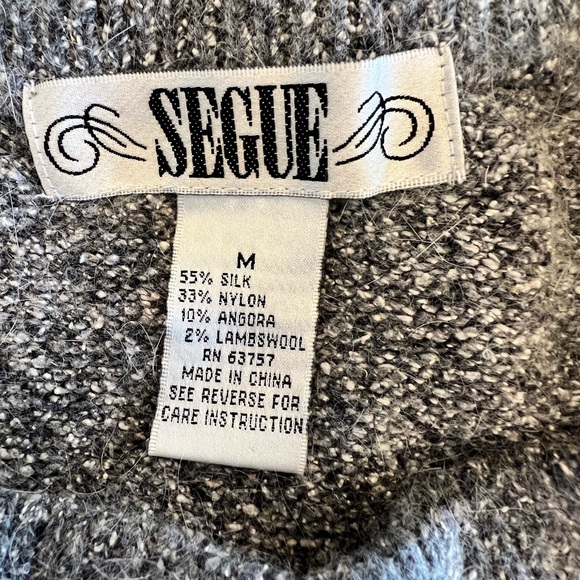 SEGUE
M
55% SILK
33% NYLON
10% ANGORA
2% LAMBSWOOL
RN 63757
MADE IN CHINA
SEE REVERSE FOR
CARE INSTRUCTION